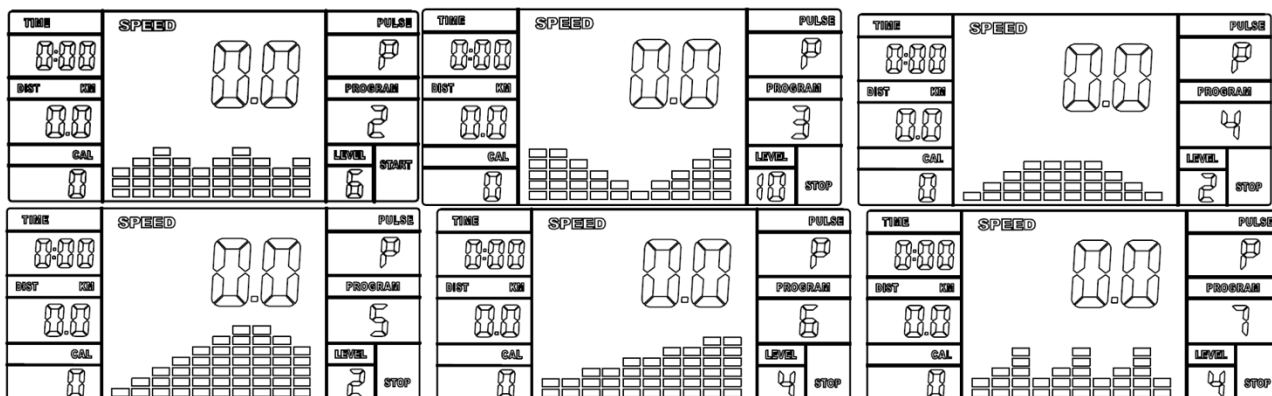 TIME SPEED PULSE
0:00 0.0 P
DIST KM PROGRAM
0.0 2
CAL LEVEL START
0 6
TIME SPEED PULSE
0:00 0.0 P
DIST KM PROGRAM
0.0 3
CAL LEVEL
0 10 STOP
TIME SPEED PULSE
0:00 0.0 P
DIST KM PROGRAM
0.0 4
CAL LEVEL
0 2 STOP
TIME SPEED PULSE
0:00 0.0 P
DIST KM PROGRAM
0.0 5
CAL LEVEL
0 2 STOP
TIME SPEED PULSE
0:00 0.0 P
DIST KM PROGRAM
0.0 6
CAL LEVEL
0 4 STOP
TIME SPEED PULSE
0:00 0.0 P
DIST KM PROGRAM
0.0 7
CAL LEVEL
0 4 STOP